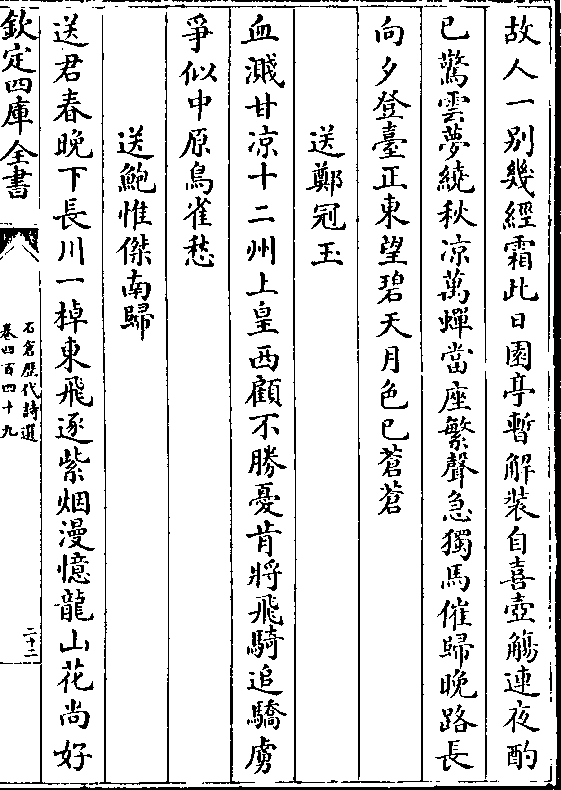 故人一别幾經霜此日園亭暫解装自喜壺觴連夜酌
已驚雲夢繞秋凉萬蟬當座繁聲急獨馬催歸晚路長
向夕登臺正東望碧天月色已蒼蒼
送鄭冠玉
血濺甘凉十二州上皇西顧不勝憂肯將飛騎追驕虜
爭似中原鳥雀愁
送鮑惟傑南歸
送君春晚下長川一棹東飛逐紫烟漫憶龍山花尚好
欽定四庫全書
石倉歷代詩選
卷四百四十九
二十二